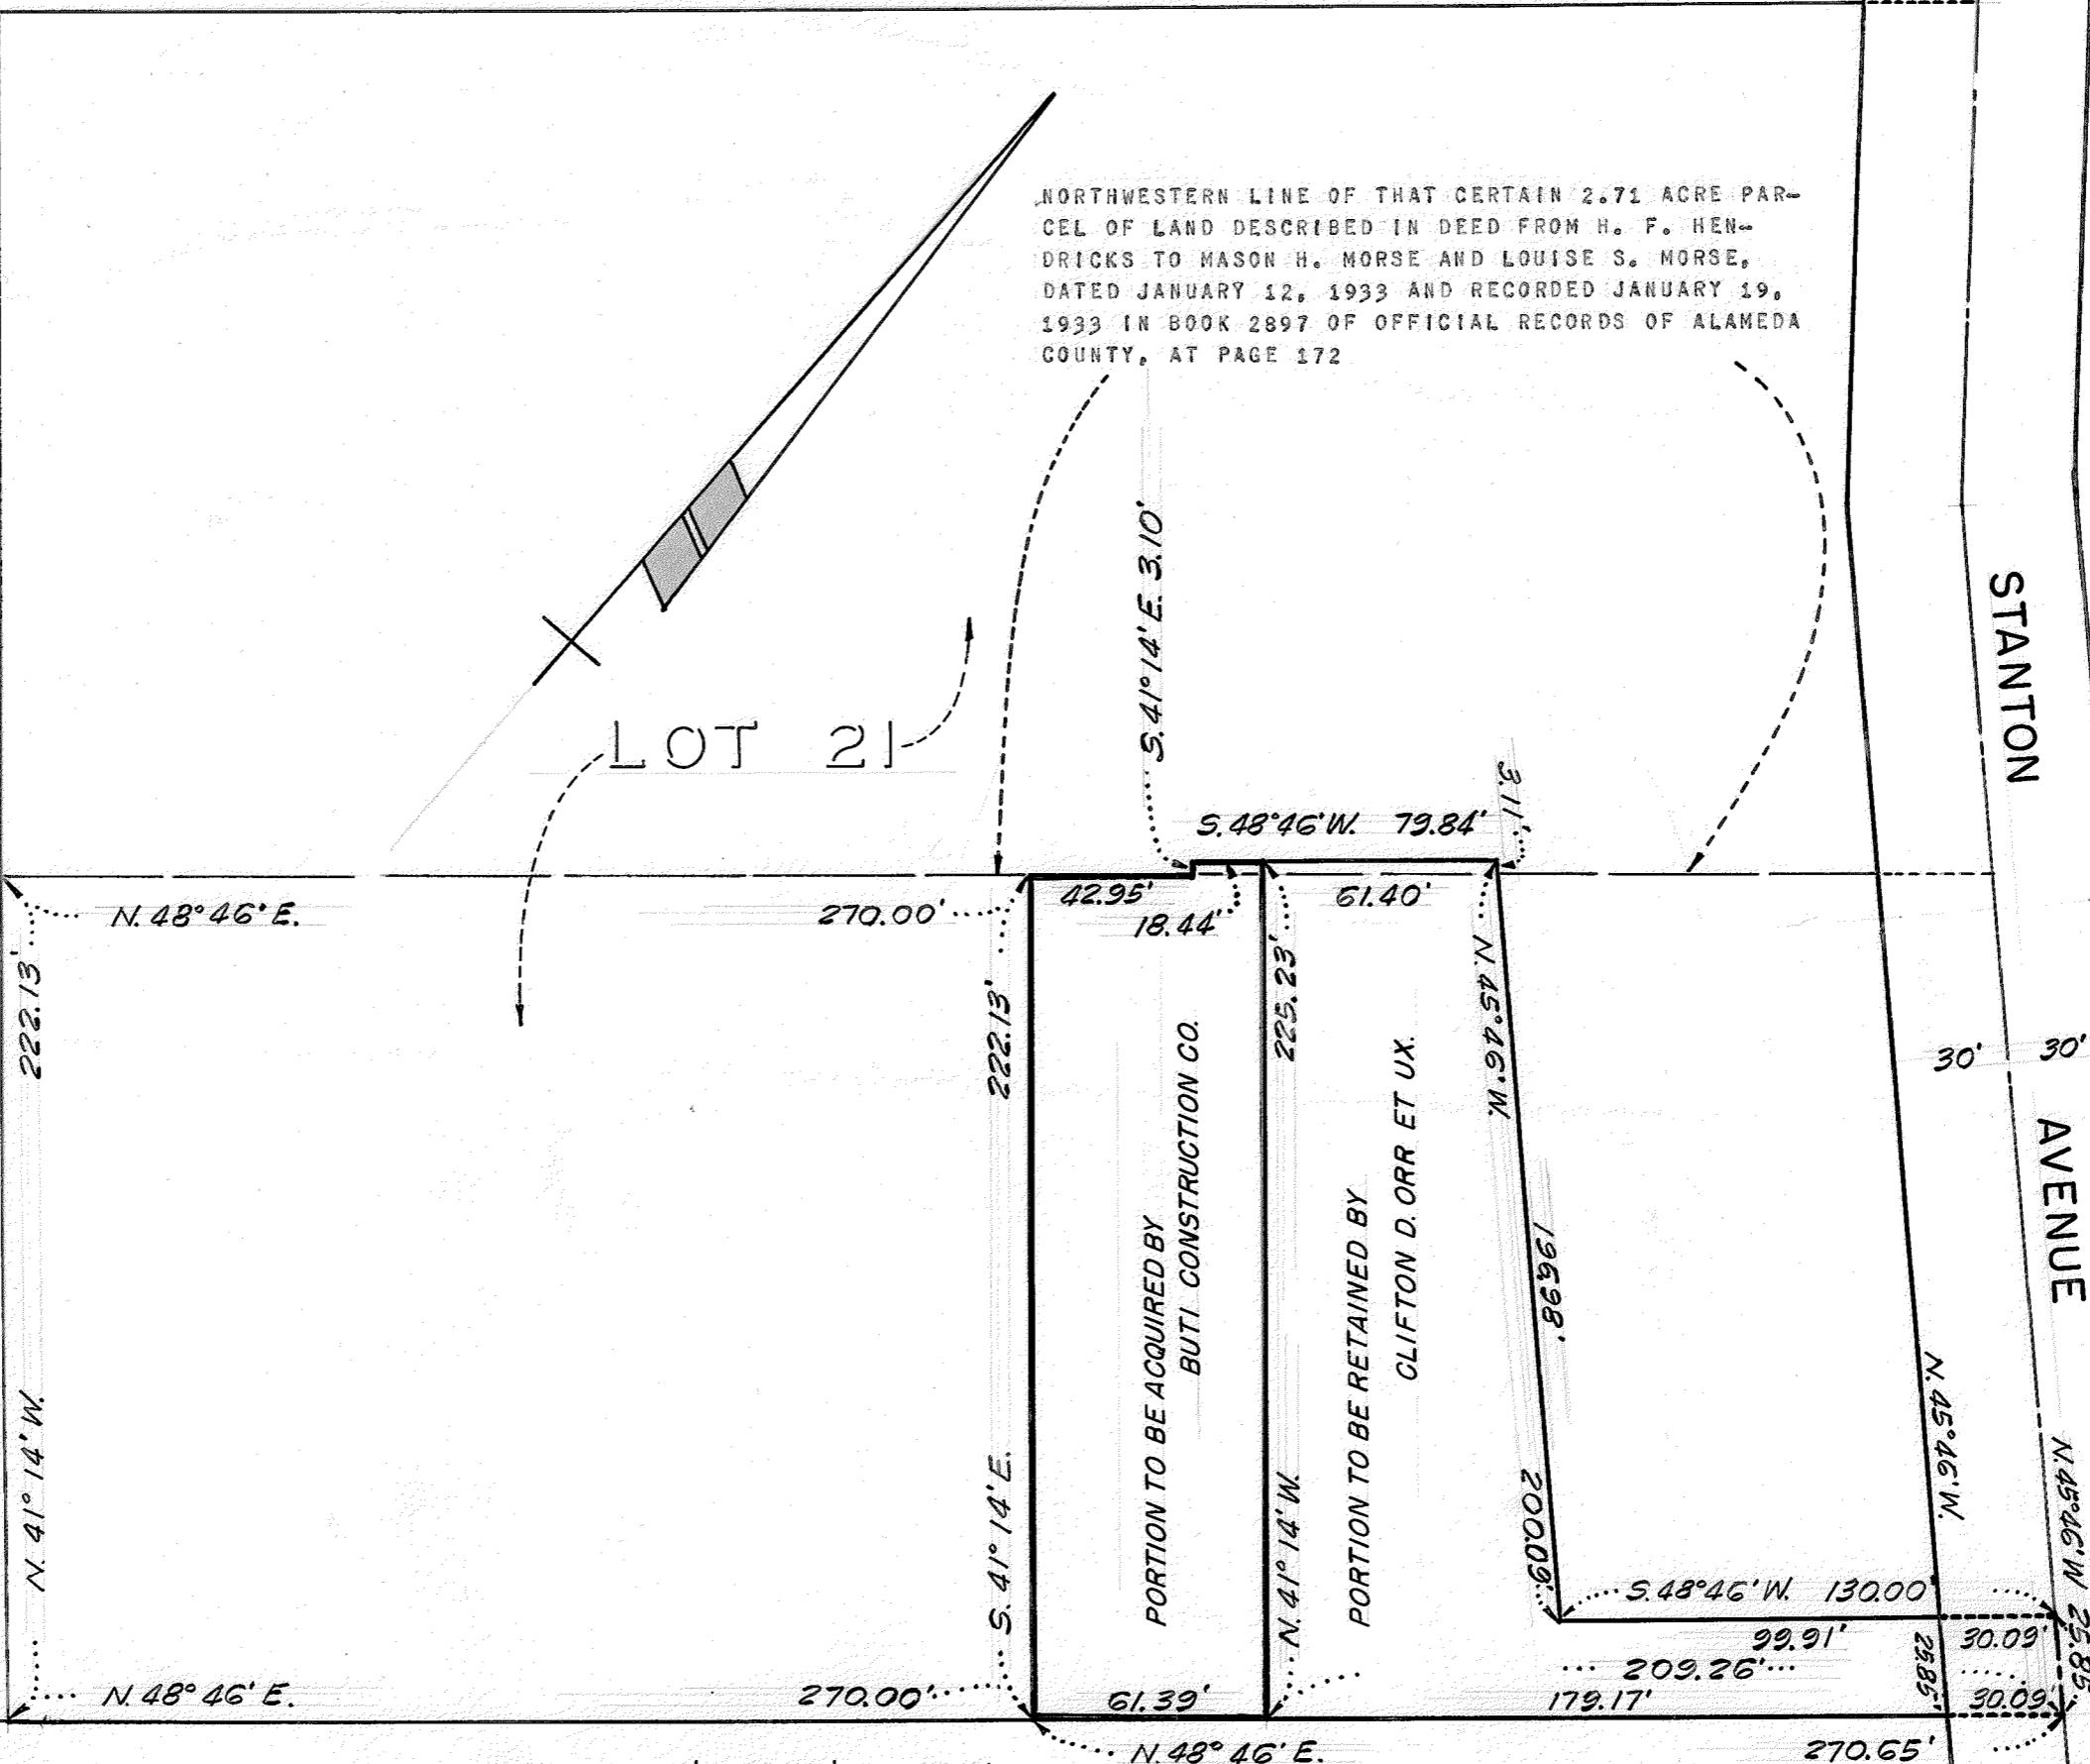 NORTHWESTERN LINE OF THAT CERTAIN 2.71 ACRE PAR-
CEL OF LAND DESCRIBED IN DEED FROM H. F. HEN-
DRICKS TO MASON H. MORSE AND LOUISE S. MORSE,
DATED JANUARY 12, 1933 AND RECORDED JANUARY 19,
1933 IN BOOK 2897 OF OFFICIAL RECORDS OF ALAMEDA
COUNTY, AT PAGE 172
S. 41° 14' E. 3.10'
STANTON
LOT 21
S. 48° 46' W. 79.84'
3.11'
N. 48° 46' E.
270.00'
42.95'
18.44'
61.40'
222.13'
222.13'
225.23'
N. 45° 46' W.
30'
30'
AVENUE
PORTION TO BE ACQUIRED BY
BUTI CONSTRUCTION CO.
PORTION TO BE RETAINED BY
CLIFTON D. ORR ET UX.
196.98'
200.09'
N. 45° 46' W.
N. 45° 46' W. 25.85'
N. 41° 14' W.
S. 41° 14' E.
N. 41° 14' W.
S. 48° 46' W. 130.00'
99.91'
30.09'
25.85'
209.26'
N. 48° 46' E.
270.00'
61.39'
179.17'
30.09'
N. 48° 46' E.
270.65'